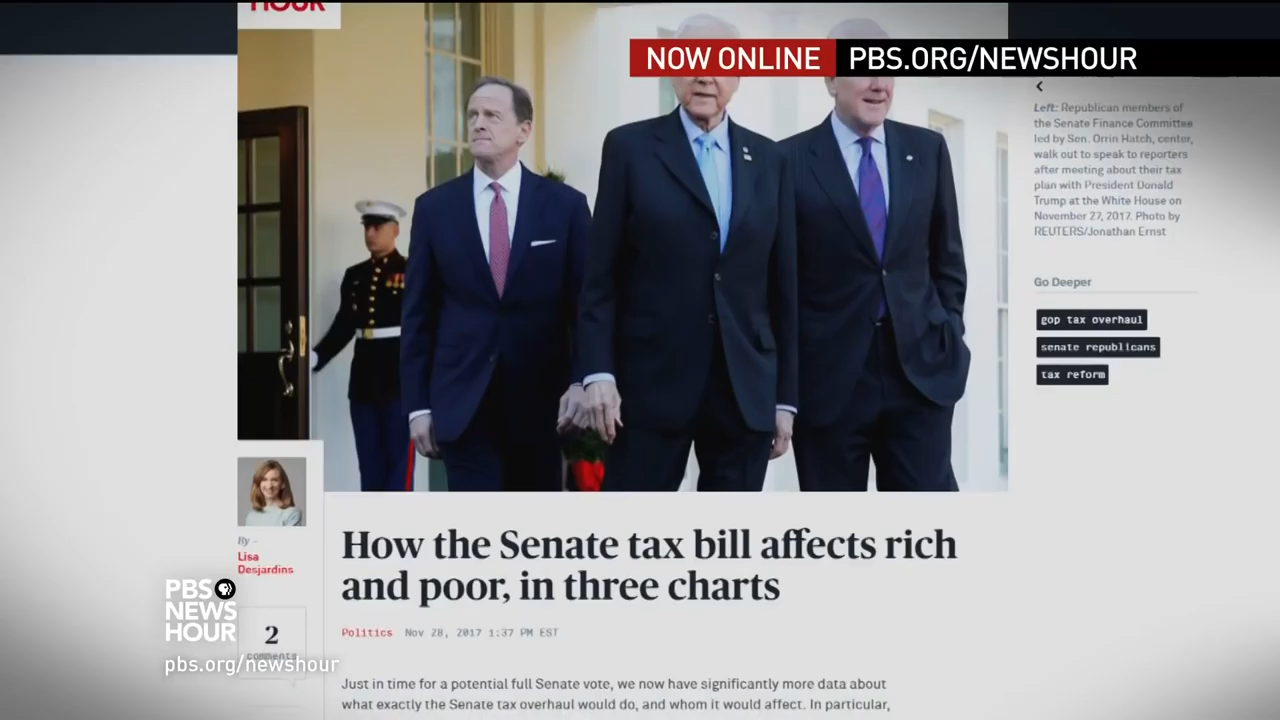 HOUR
NOW ONLINE PBS.ORG/NEWSHOUR
Left: Republican members of
the Senate Finance Committee
led by Sen. Orrin Hatch, center,
walk out to speak to reporters
after meeting about their tax
plan with President Donald
Trump at the White House on
November 27, 2017. Photo by
REUTERS/Jonathan Ernst
Go Deeper
gop tax overhaul
senate republicans
tax reform
By –
Lisa
Desjardins
2
comments
How the Senate tax bill affects rich
and poor, in three charts
Politics Nov 28, 2017 1:37 PM EST
Just in time for a potential full Senate vote, we now have significantly more data about
what exactly the Senate tax overhaul would do, and whom it would affect. In particular,
PBS
NEWS
HOUR
pbs.org/newshour